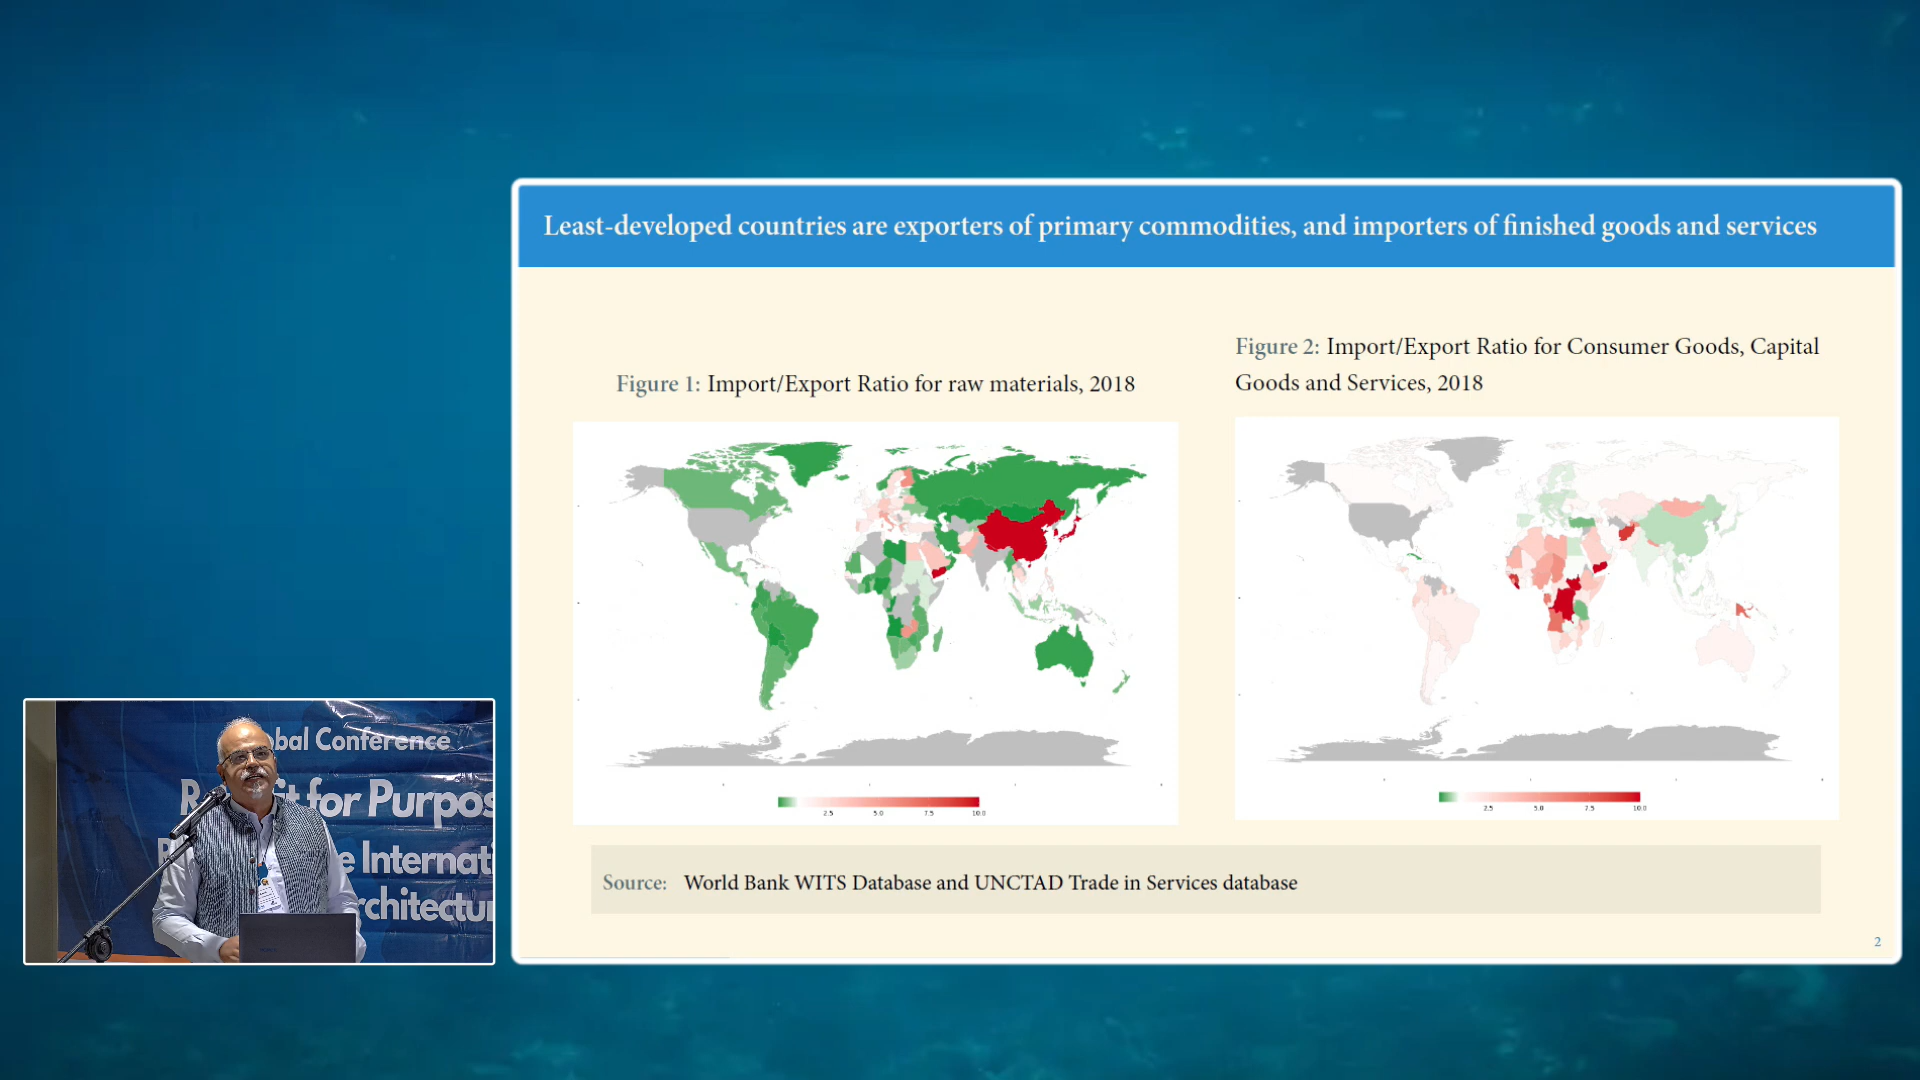 Least-developed countries are exporters of primary commodities, and importers of finished goods and services
Figure 1: Import/Export Ratio for raw materials, 2018
Figure 2: Import/Export Ratio for Consumer Goods, Capital
Goods and Services, 2018
2.5 5.0 7.5 10.0
2.5 5.0 7.5 10.0
Source: World Bank WITS Database and UNCTAD Trade in Services database
2
bal Conference
fit for Purpos
e Internat
rchitectu